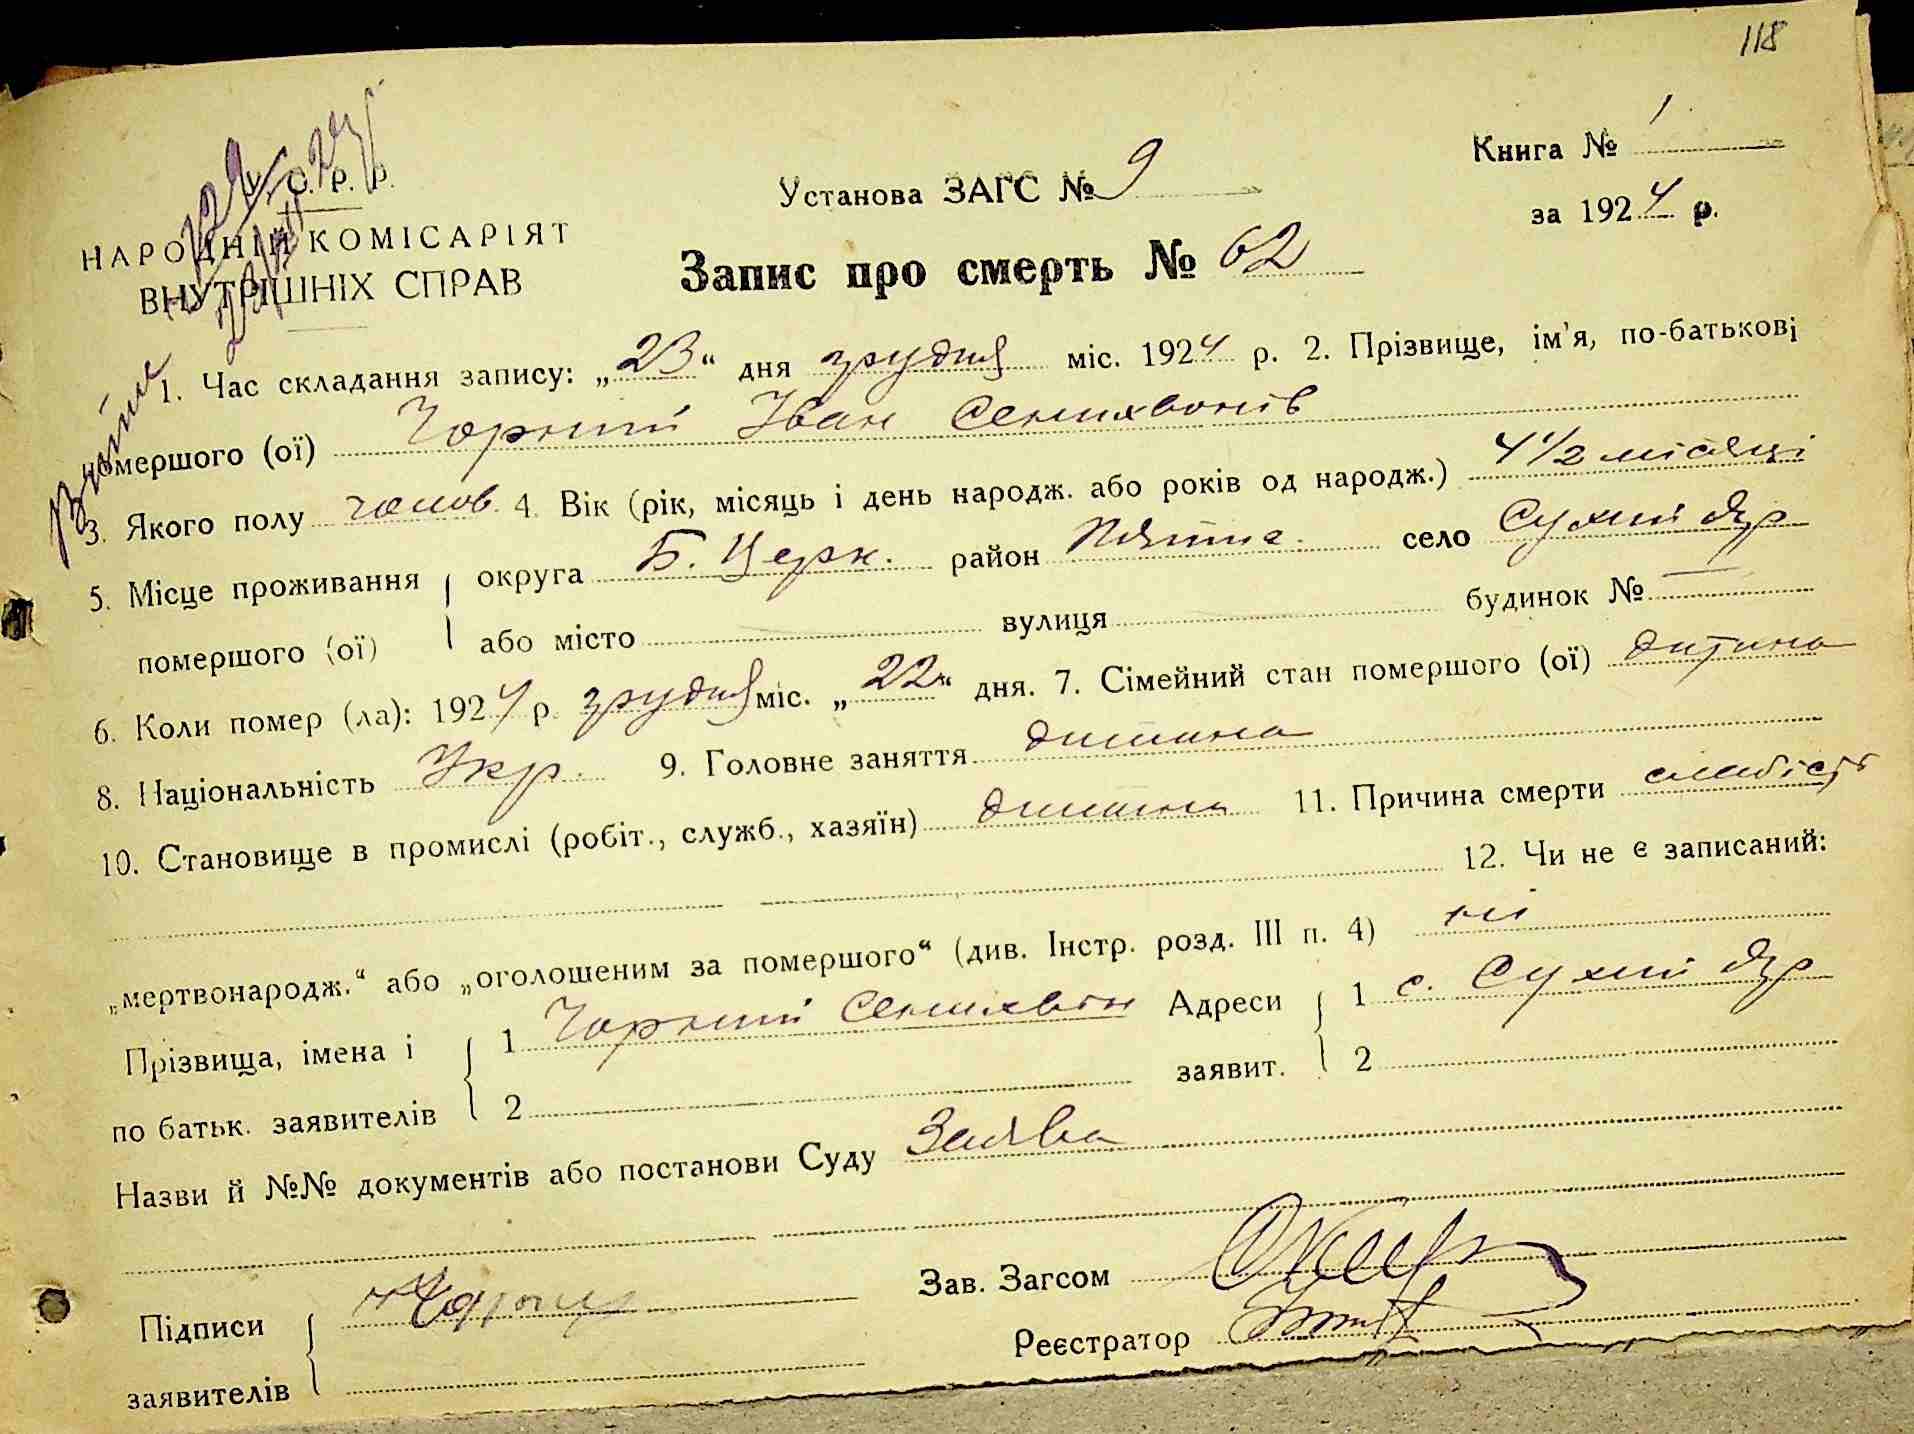 118
У. С. Р. Р.
НАРОДНІЙ КОМІСАРІЯТ
ВНУТРІШНІХ СПРАВ
Установа ЗАГС № 9
Книга № 1
за 1924 р.
Запис про смерть № 62
1. Час складання запису: „23“ дня грудня міс. 1924 р. 2. Прізвище, ім'я, по-батькові
помершого (ої) Чорний Іван Семихвонів
3. Якого полу чолов. 4. Вік (рік, місяць і день народж. або років од народж.) 4 1/2 місяці
5. Місце проживання помершого (ої) округа Б. Церк. район село Сухий Яр
або місто вулиця будинок № —
6. Коли помер (ла): 1924 р. грудня міс. „22“ дня. 7. Сімейний стан помершого (ої) дитина
8. Національність Укр. 9. Головне заняття дитина
10. Становище в промислі (робіт., служб., хазяїн) дитина 11. Причина смерти слабість
12. Чи не є записаний:
„мертвонародж.“ або „оголошеним за помершого“ (див. Інстр. розд. III п. 4) ні
Прізвища, імена і по батьк. заявителів 1 Чорний Семихвін Адреси заявит. 1 с. Сухий Яр
2 2
Назви й №№ документів або постанови Суду Заява
Зав. Загсом
Підписи заявителів Чорний
Реєстратор